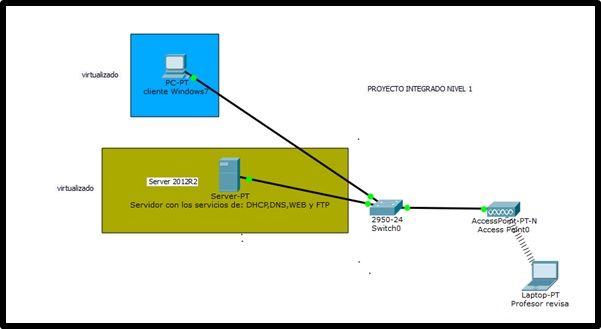 virtualizado
PC-PT
cliente Windows7
PROYECTO INTEGRADO NIVEL 1
virtualizado
Server 2012R2
Server-PT
Servidor con los servicios de: DHCP,DNS,WEB y FTP
2950-24
Switch0
AccessPoint-PT-N
Access Point0
Laptop-PT
Profesor revisa